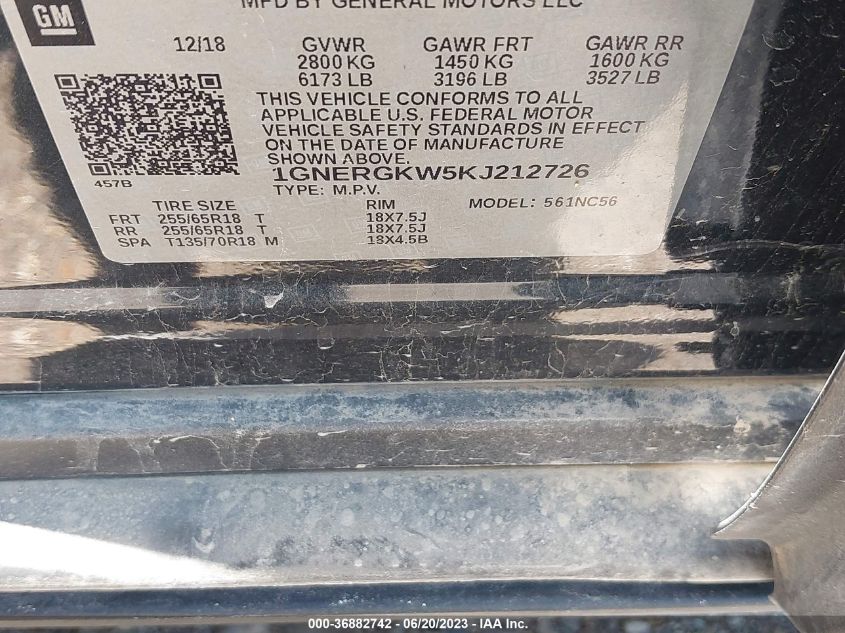 MFD BY GENERAL MOTORS LLC
GM
12/18 GVWR GAWR FRT GAWR RR
2800 KG 1450 KG 1600 KG
6173 LB 3196 LB 3527 LB
THIS VEHICLE CONFORMS TO ALL
APPLICABLE U.S. FEDERAL MOTOR
VEHICLE SAFETY STANDARDS IN EFFECT
ON THE DATE OF MANUFACTURE
SHOWN ABOVE.
457B
1GNERGKW5KJ212726
TYPE: M.P.V. MODEL: 561NC56
TIRE SIZE RIM
FRT 255/65R18 T 18X7.5J
RR 255/65R18 T 18X7.5J
SPA T135/70R18 M 18X4.5B
000-36882742 - 06/20/2023 - IAAI.com